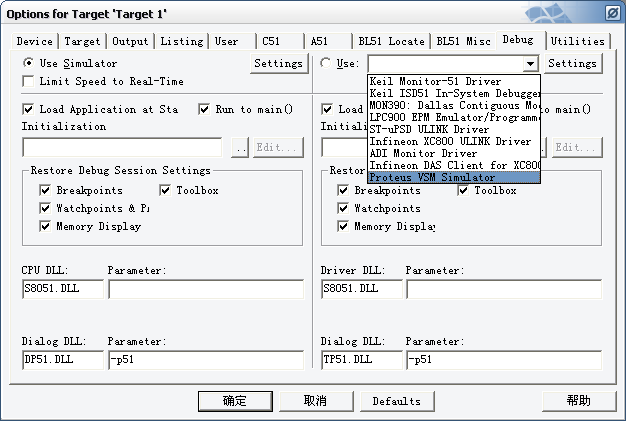 Options for Target 'Target 1'
Device Target Output Listing User C51 A51 BL51 Locate BL51 Misc Debug Utilities
Use Simulator Settings Use: Settings
Limit Speed to Real-Time
Keil Monitor-51 Driver
Keil ISD51 In-System Debugger
MON390: Dallas Contiguous Mo
LPC900 EPM Emulator/Programme
ST-uPSD ULINK Driver
Infineon XC800 ULINK Driver
ADI Monitor Driver
Infineon DAS Client for XC800
Proteus VSM Simulator
Load Application at Sta Run to main() Load
Initialization Initiali
.. Edit... Edit...
Restore Debug Session Settings Resto
Breakpoints Toolbox Breakpoints Toolbox
Watchpoints & P Watchpoints
Memory Display Memory Display
CPU DLL: Parameter: Driver DLL: Parameter:
S8051.DLL S8051.DLL
Dialog DLL: Parameter: Dialog DLL: Parameter:
DP51.DLL -p51 TP51.DLL -p51
确定 取消 Defaults 帮助